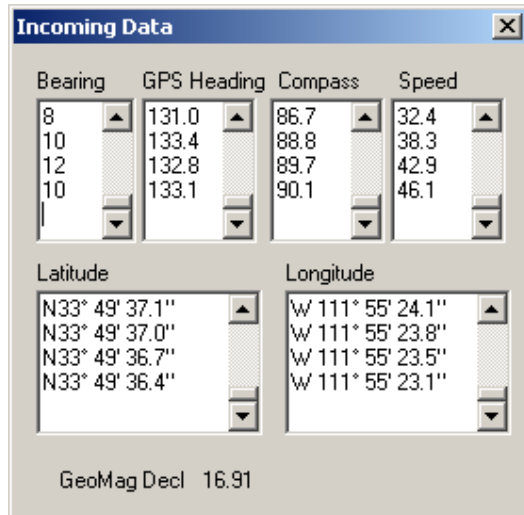 Incoming Data
Bearing GPS Heading Compass Speed
8 131.0 86.7 32.4
10 133.4 88.8 38.3
12 132.8 89.7 42.9
10 133.1 90.1 46.1
Latitude Longitude
N33° 49' 37.1" W 111° 55' 24.1"
N33° 49' 37.0" W 111° 55' 23.8"
N33° 49' 36.7" W 111° 55' 23.5"
N33° 49' 36.4" W 111° 55' 23.1"
GeoMag Decl 16.91